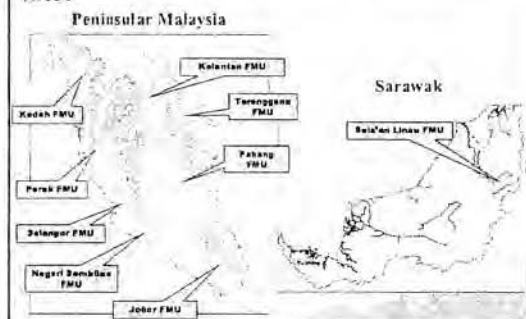 Peninsular Malaysia
Kelantan FMU
Terengganu
FMU
Kedah FMU
Pahang
FMU
Perak FMU
Selangor FMU
Negeri Sembilan
FMU
Johor FMU
Sarawak
Sela'an Linau FMU